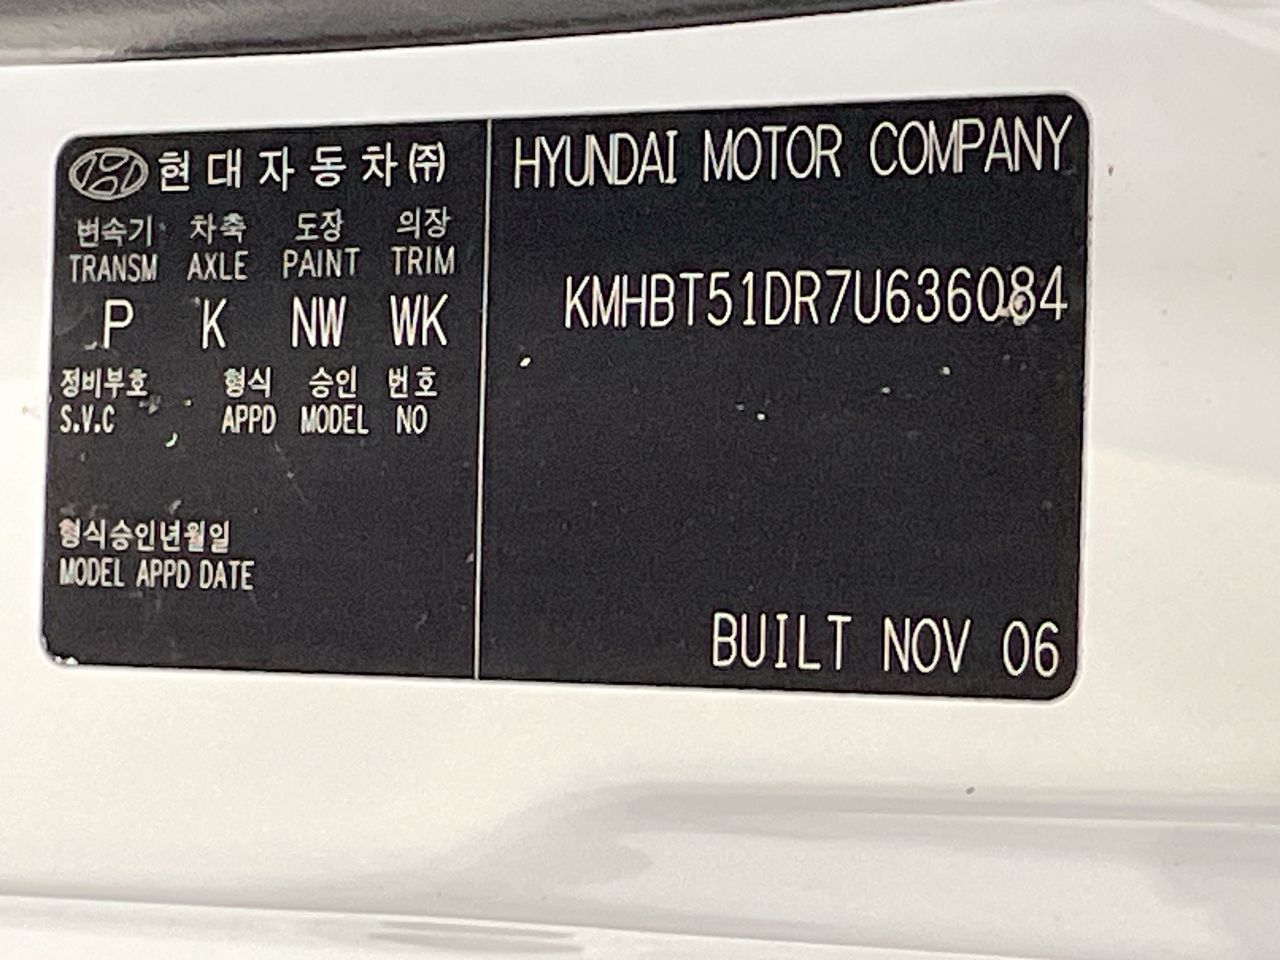 현대자동차㈜
변속기 차축 도장 의장
TRANSM AXLE PAINT TRIM
P K NW WK
정비부호 형식 승인 번호
S.V.C APPD MODEL NO
형식승인년월일
MODEL APPD DATE
HYUNDAI MOTOR COMPANY
KMHBT51DR7U636084
BUILT NOV 06